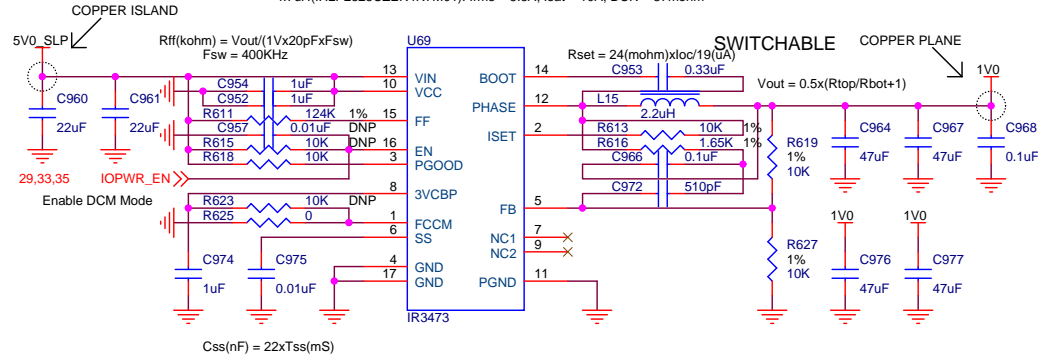 COPPER ISLAND
5V0_SLP
Rff(kohm) = Vout/(1Vx20pFxFsw)
Fsw = 400KHz
U69
Rset = 24(mohm)xloc/19(uA)
SWITCHABLE
COPPER PLANE
1V0
Vout = 0.5x(Rtop/Rbot+1)
C960
22uF
C961
22uF
C954 1uF
C952 1uF
R611 124K 1%
C957 0.01uF DNP
R615 10K DNP
R618 10K
13 VIN
10 VCC
15 FF
16 EN
3 PGOOD
8 3VCBP
1 FCCM
6 SS
4 GND
17 GND
BOOT 14
PHASE 12
ISET 2
FB 5
NC1 7
NC2 9
PGND 11
IR3473
C953 0.33uF
L15
2.2uH
R613 10K 1%
R616 1.65K 1%
C966 0.1uF
C972 510pF
R619
1%
10K
C964
47uF
C967
47uF
C968
0.1uF
29,33,35 IOPWR_EN
Enable DCM Mode
R623 10K DNP
R625 0
C974
1uF
C975
0.01uF
R627
1%
10K
1V0
C976
47uF
1V0
C977
47uF
Css(nF) = 22xTss(mS)